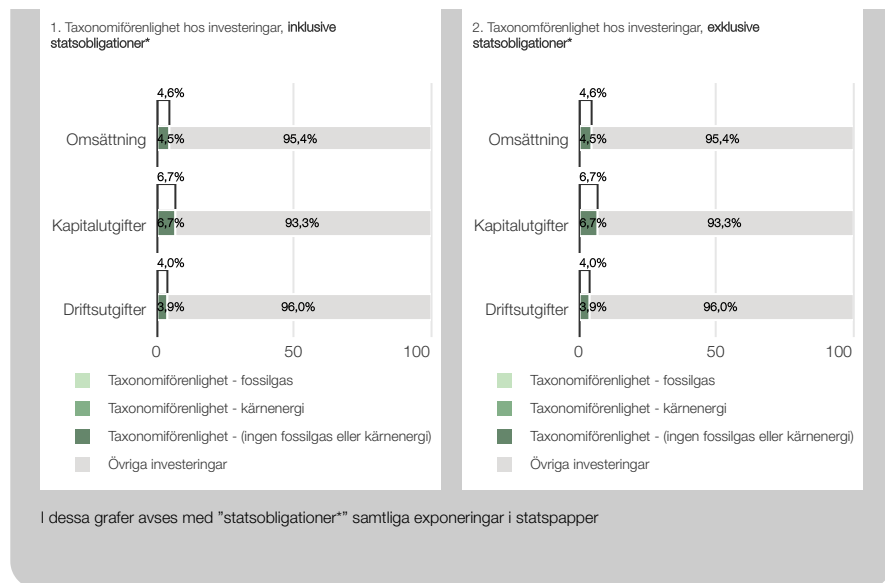 1. Taxonomiförenlighet hos investeringar, inklusive
statsobligationer*
4,6%
Omsättning 4,5% 95,4%
6,7%
Kapitalutgifter 6,7% 93,3%
4,0%
Driftsutgifter 3,9% 96,0%
0 50 100
Taxonomiförenlighet - fossilgas
Taxonomiförenlighet - kärnenergi
Taxonomiförenlighet - (ingen fossilgas eller kärnenergi)
Övriga investeringar
2. Taxonomförenlighet hos investeringar, exklusive
statsobligationer*
4,6%
Omsättning 4,5% 95,4%
6,7%
Kapitalutgifter 6,7% 93,3%
4,0%
Driftsutgifter 3,9% 96,0%
0 50 100
Taxonomiförenlighet - fossilgas
Taxonomiförenlighet - kärnenergi
Taxonomiförenlighet - (ingen fossilgas eller kärnenergi)
Övriga investeringar
I dessa grafer avses med ”statsobligationer*” samtliga exponeringar i statspapper